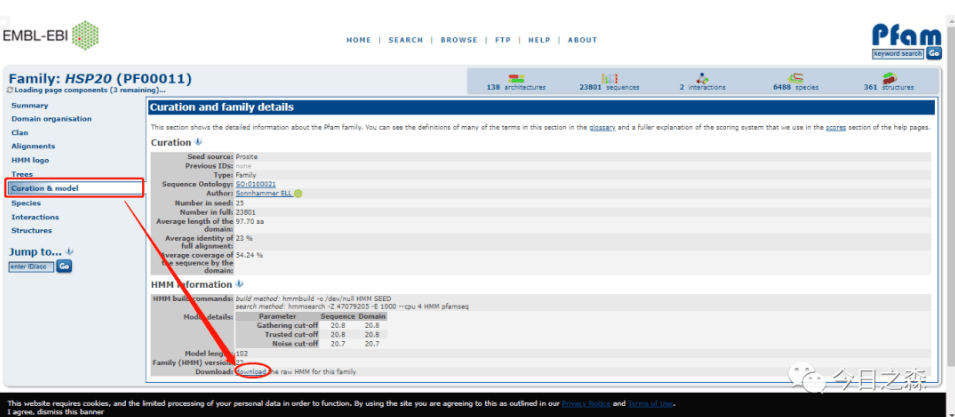 EMBL-EBI
HOME | SEARCH | BROWSE | FTP | HELP | ABOUT
Pfam
keyword search Go
Family: HSP20 (PF00011)
Loading page components (3 remaining)...
138 architectures 23801 sequences 2 interactions 6488 species 361 structures
Summary
Domain organisation
Clan
Alignments
HMM logo
Trees
Curation & model
Species
Interactions
Structures
Jump to...
enter ID/acc Go
Curation and family details
This section shows the detailed information about the Pfam family. You can see the definitions of many of the terms in this section in the glossary and a fuller explanation of the scoring system that we use in the scores section of the help pages.
Curation
Seed source: Prosite
Previous IDs: none
Type: Family
Sequence Ontology: SO:0100021
Author: Sonnhammer ELL
Number in seed: 25
Number in full: 23801
Average length of the domain: 97.70 aa
Average identity of full alignment: 23 %
Average coverage of the sequence by the domain: 54.24 %
HMM information
HMM build commands: build method: hmmbuild -o /dev/null HMM SEED
search method: hmmsearch -Z 47079205 -E 1000 --cpu 4 HMM pfamseq
Model details: Parameter Sequence Domain
Gathering cut-off 20.8 20.8
Trusted cut-off 20.8 20.8
Noise cut-off 20.7 20.7
Model length: 102
Family (HMM) version:
Download: download the raw HMM for this family
今日之森
This website requires cookies, and the limited processing of your personal data in order to function. By using the site you are agreeing to this as outlined in our Privacy Notice and Terms of Use.
I agree, dismiss this banner